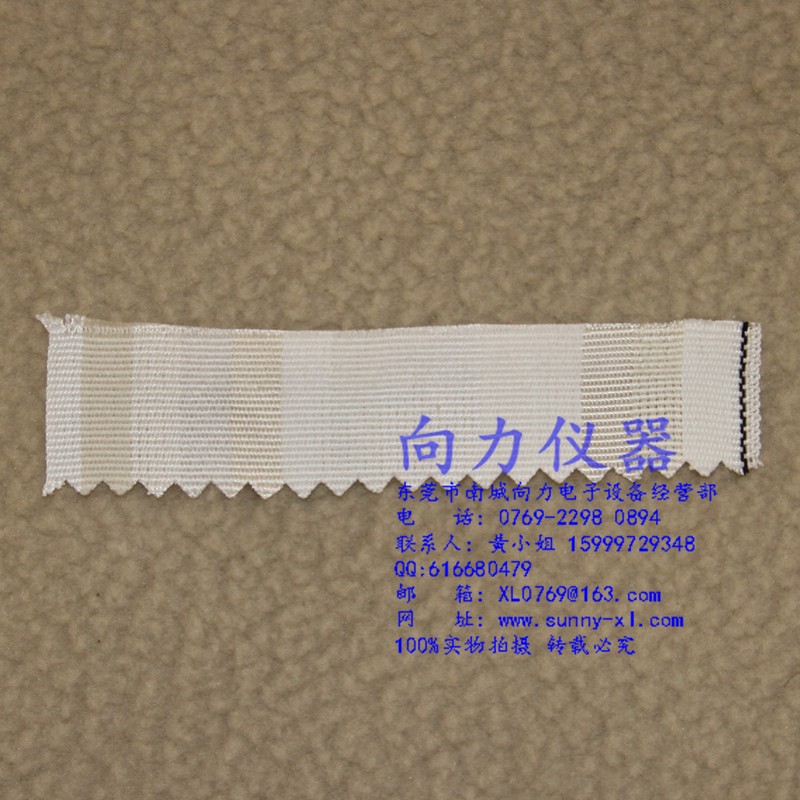 向力仪器
东莞市南城向力电子设备经营部
电 话: 0769-2298 0894
联系人: 黄小姐 15999729348
QQ:616680479
邮 箱: XL0769@163.com
网 址: www.sunny-xl.com
100%实物拍摄 转载必究